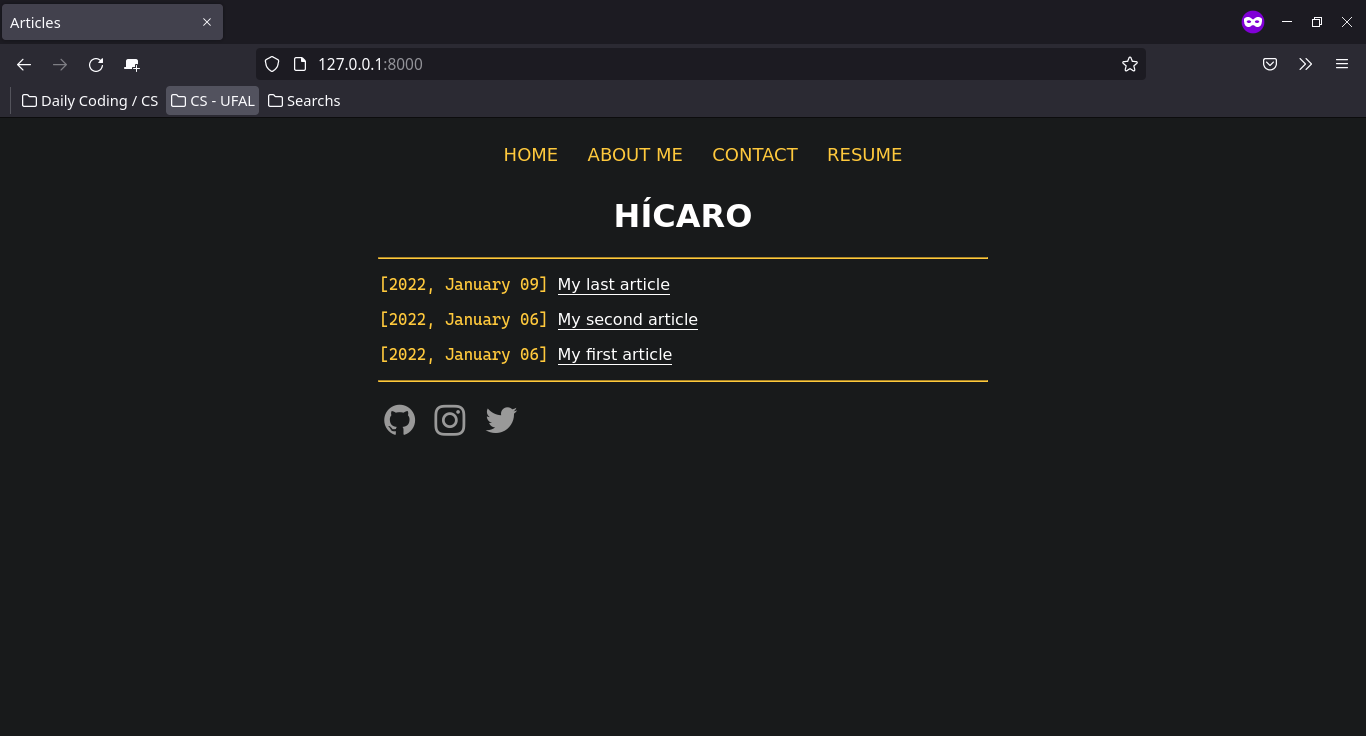 Articles
127.0.0.1:8000
Daily Coding / CS CS - UFAL Searchs
HOME ABOUT ME CONTACT RESUME
HÍCARO
[2022, January 09] My last article
[2022, January 06] My second article
[2022, January 06] My first article